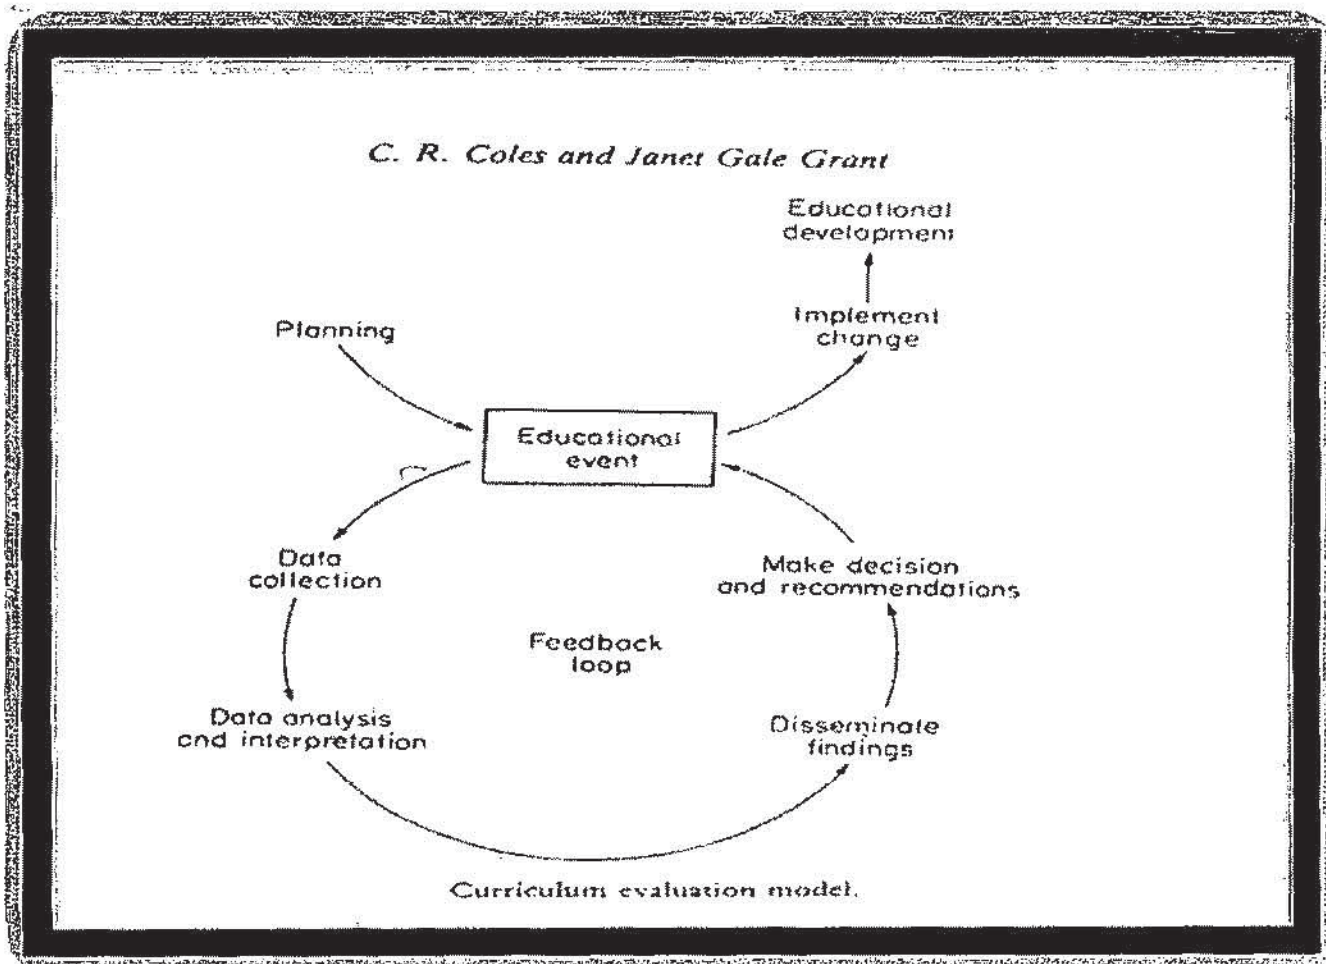 C. R. Coles and Janet Gale Grant
Educational
development
Implement
change
Planning
Educational
event
Data
collection
Make decision
and recommendations
Feedback
loop
Data analysis
and interpretation
Disseminate
findings
Curriculum evaluation model.